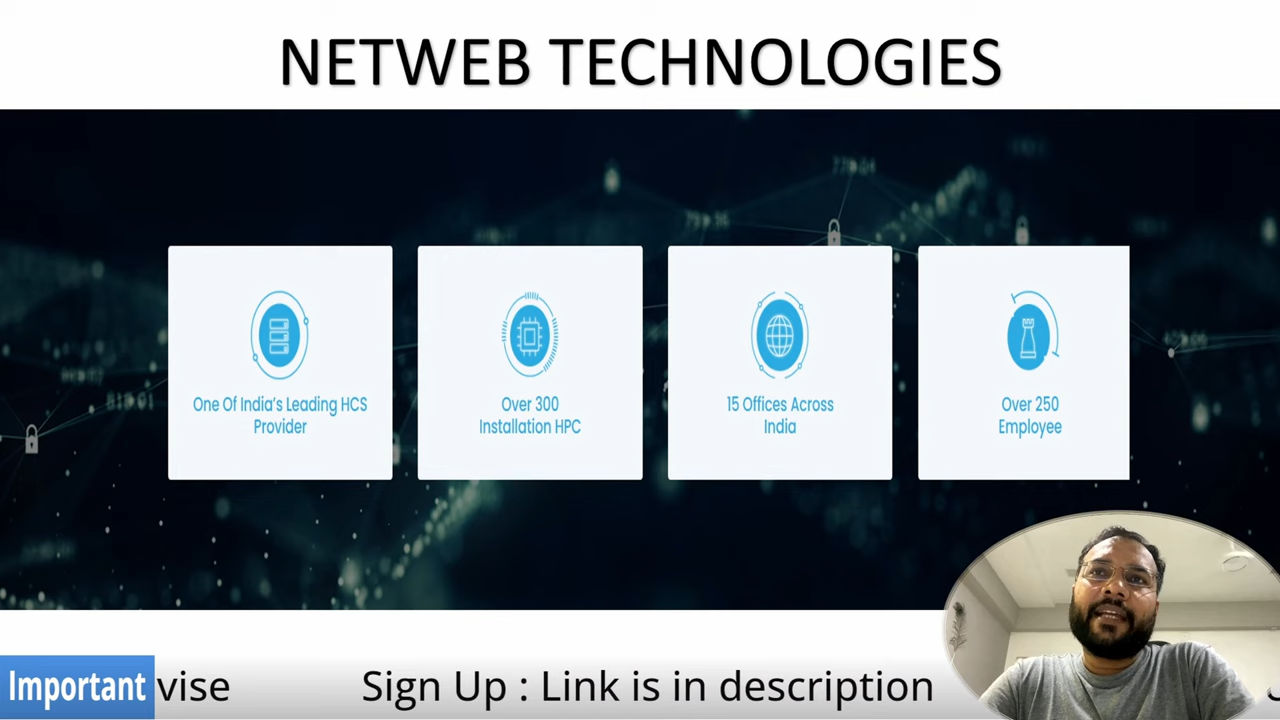 NETWEB TECHNOLOGIES
One Of India's Leading HCS
Provider
Over 300
Installation HPC
15 Offices Across
India
Over 250
Employee
Important
vise
Sign Up : Link is in description